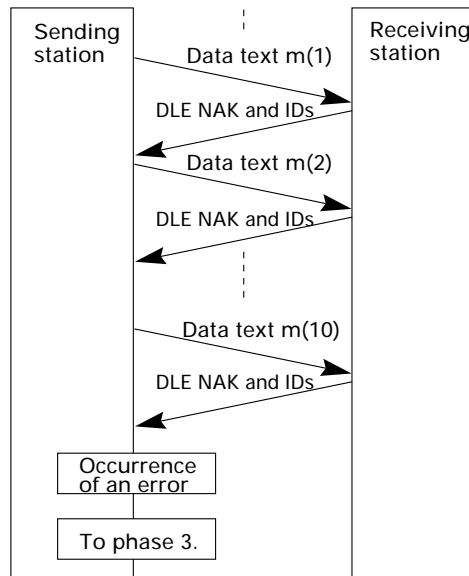 Sending
station
Receiving
station
Data text m(1)
DLE NAK and IDs
Data text m(2)
DLE NAK and IDs
Data text m(10)
DLE NAK and IDs
Occurrence
of an error
To phase 3.